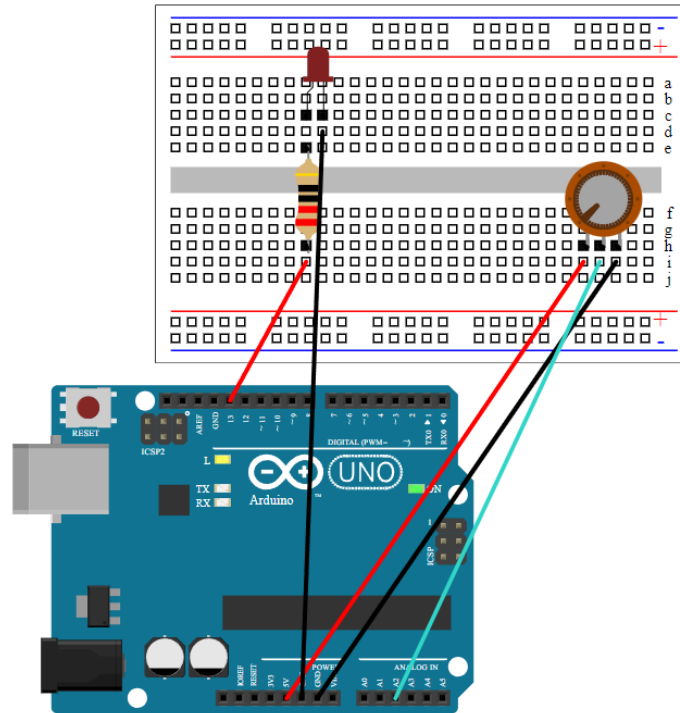 -
+
a
b
c
d
e
f
g
h
i
j
+
-
RESET
ICSP2
AREF
GND
13
12
~11
~10
~9
8
7
~6
~5
4
~3
2
TX0 ▶ 1
RX0 ◀ 0
DIGITAL (PWM~ )
L
TX
RX
Arduino
™
UNO
ON
1
ICSP
POWER
ANALOG IN
IOREF
RESET
3V3
5V
GND
A0
A1
A2
A3
A4
A5